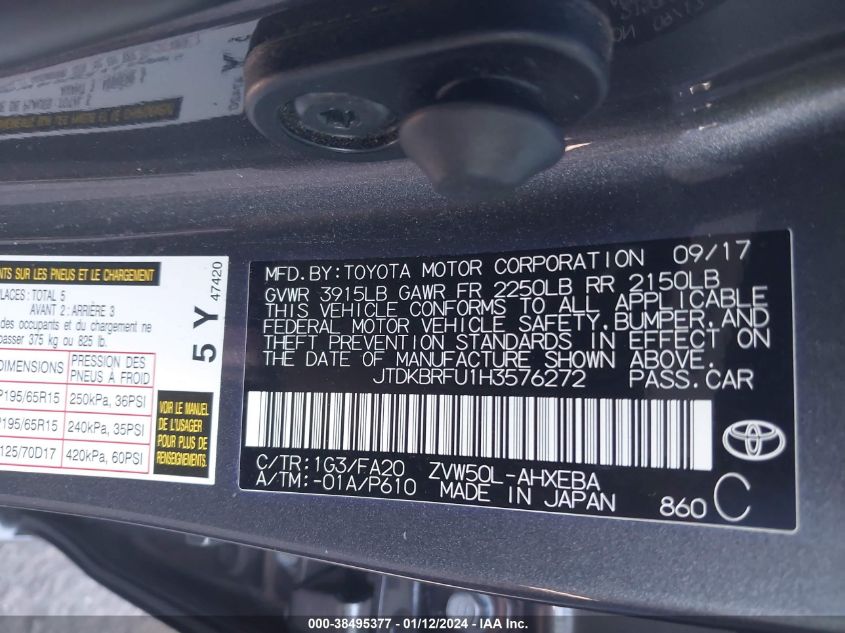 MFD.BY:TOYOTA MOTOR CORPORATION 09/17
GVWR 3915LB GAWR FR 2250LB RR 2150LB
THIS VEHICLE CONFORMS TO ALL APPLICABLE
FEDERAL MOTOR VEHICLE SAFETY,BUMPER,AND
THEFT PREVENTION STANDARDS IN EFFECT ON
THE DATE OF MANUFACTURE SHOWN ABOVE.
JTDKBRFU1H3576272 PASS.CAR
C/TR:1G3/FA20 ZVW50L-AHXEBA
A/TM:-01A/P610 MADE IN JAPAN 860 C
SUR LES PNEUS ET LE CHARGEMENT
TOTAL 5
AVANT 2 : ARRIÈRE 3
des occupants et du chargement ne
375 kg ou 825 lb.
DIMENSIONS PRESSION DES PNEUS À FROID
P195/65R15 250kPa, 36PSI
P195/65R15 240kPa, 35PSI
125/70D17 420kPa, 60PSI
5 Y
47420
VOIR LE MANUEL
DE L'USAGER
POUR PLUS DE
RENSEIGNEMENTS
000-38495377 - 01/12/2024 - IAAI, Inc.